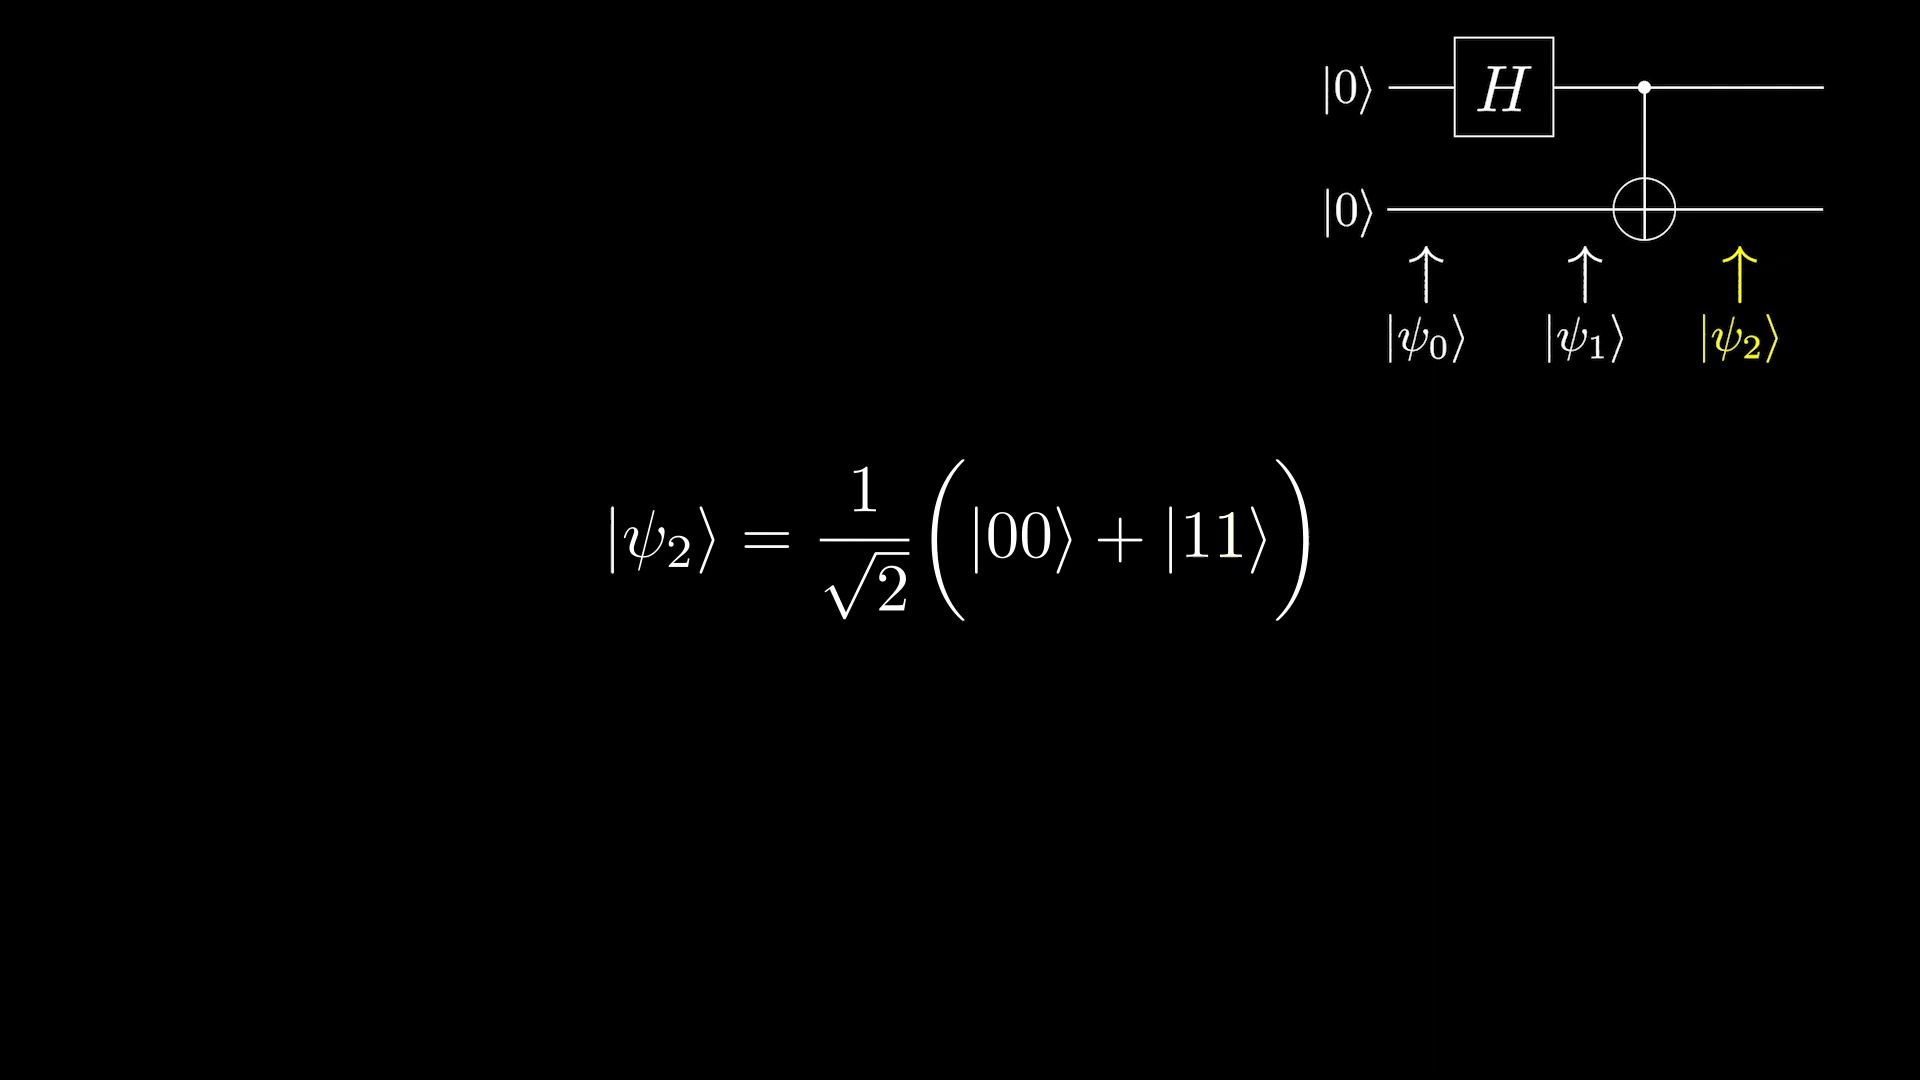 |0⟩ H
|0⟩
|ψ₀⟩ |ψ₁⟩ |ψ₂⟩
|ψ₂⟩ = 1/√2 (|00⟩ + |11⟩)